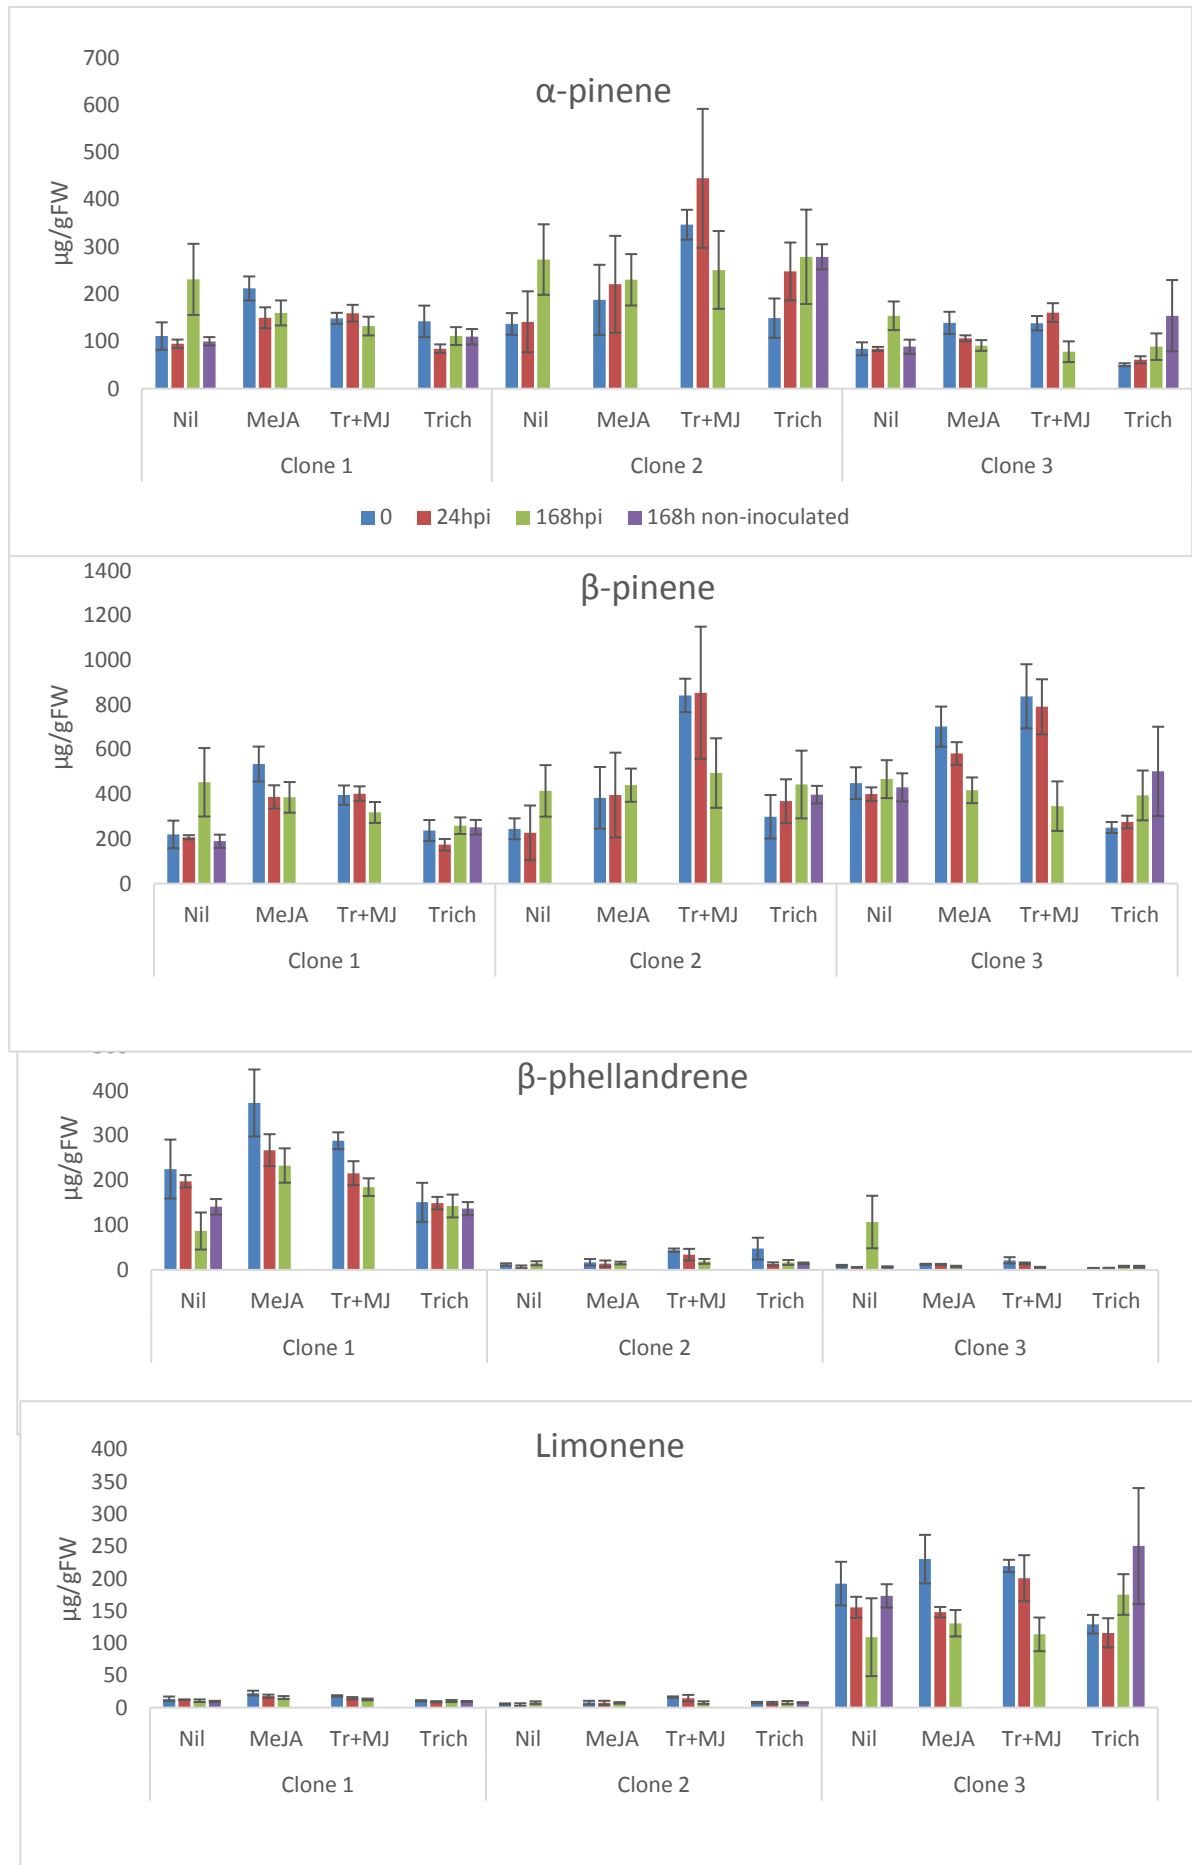 α-pinene
700
600
500
400
300
200
100
0
µg/gFW
Nil MeJA Tr+MJ Trich Nil MeJA Tr+MJ Trich Nil MeJA Tr+MJ Trich
Clone 1 Clone 2 Clone 3
0 24hpi 168hpi 168h non-inoculated
β-pinene
1400
1200
1000
800
600
400
200
0
µg/gFW
Nil MeJA Tr+MJ Trich Nil MeJA Tr+MJ Trich Nil MeJA Tr+MJ Trich
Clone 1 Clone 2 Clone 3
β-phellandrene
400
300
200
100
0
µg/gFW
Nil MeJA Tr+MJ Trich Nil MeJA Tr+MJ Trich Nil MeJA Tr+MJ Trich
Clone 1 Clone 2 Clone 3
Limonene
400
350
300
250
200
150
100
50
0
µg/gFW
Nil MeJA Tr+MJ Trich Nil MeJA Tr+MJ Trich Nil MeJA Tr+MJ Trich
Clone 1 Clone 2 Clone 3